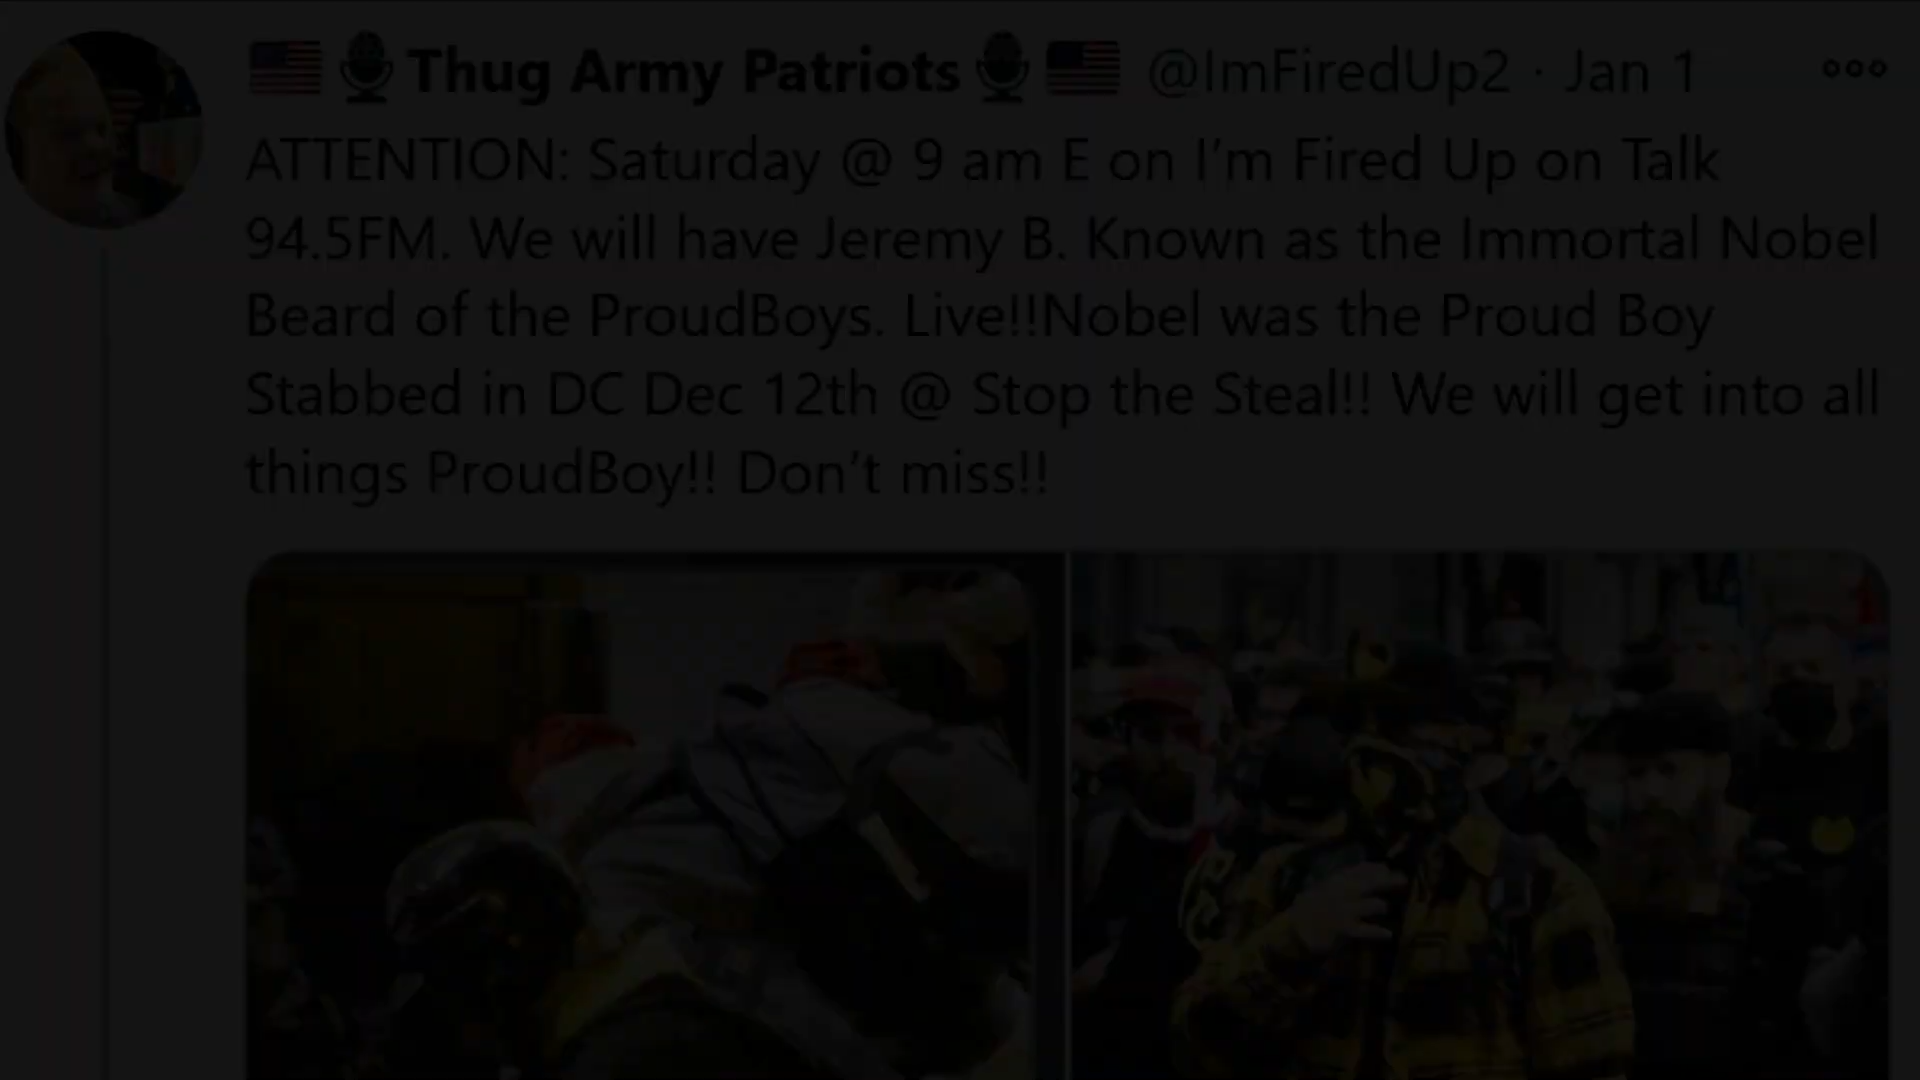 🇺🇸🎙Thug Army Patriots🎙🇺🇸 @ImFiredUp2 · Jan 1
ATTENTION: Saturday @ 9 am E on I'm Fired Up on Talk
94.5FM. We will have Jeremy B. Known as the Immortal Nobel
Beard of the ProudBoys. Live!!Nobel was the Proud Boy
Stabbed in DC Dec 12th @ Stop the Steal!! We will get into all
things ProudBoy!! Don't miss!!